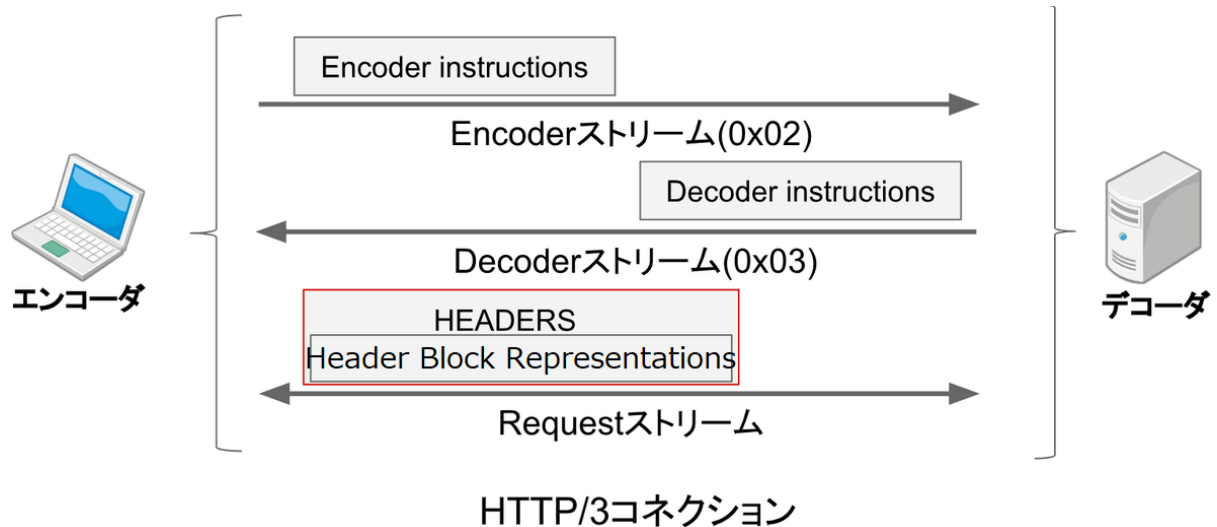 Encoder instructions
Encoderストリーム(0x02)
Decoder instructions
Decoderストリーム(0x03)
エンコーダ
デコーダ
HEADERS
Header Block Representations
Requestストリーム
HTTP/3コネクション